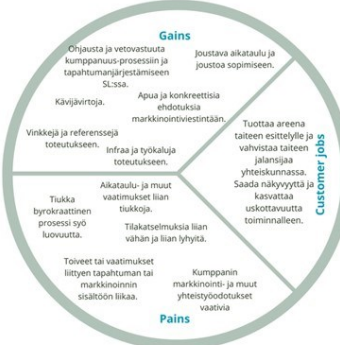 Gains
Ohjausta ja vetovastuuta
kumppanuus-prosessiin ja
tapahtumanjärjestämiseen
SL:ssa.
Joustava aikataulu ja
joustoa sopimiseen.
Kävijävirtoja.
Apua ja konkreettisia
ehdotuksia
markkinointiviestintään.
Vinkkejä ja referenssejä
toteutukseen.
Infraa ja työkaluja
toteutukseen.
Tuottaa areena
taiteen esittelylle ja
vahvistaa taiteen
jalansijaa
yhteiskunnassa.
Saada näkyvyyttä ja
kasvattaa
uskottavuutta
toiminnalleen.
Customer jobs
Tiukka
byrokraattinen
prosessi syö
luovuutta.
Aikataulu- ja muut
vaatimukset liian
tiukkoja.
Tilakatselmuksia liian
vähän ja liian lyhyitä.
Toiveet tai vaatimukset
liittyen tapahtuman tai
markkinoinnin
sisältöön liikaa.
Kumppanin
markkinointi- ja muut
yhteistyöodotukset
vaativia
Pains